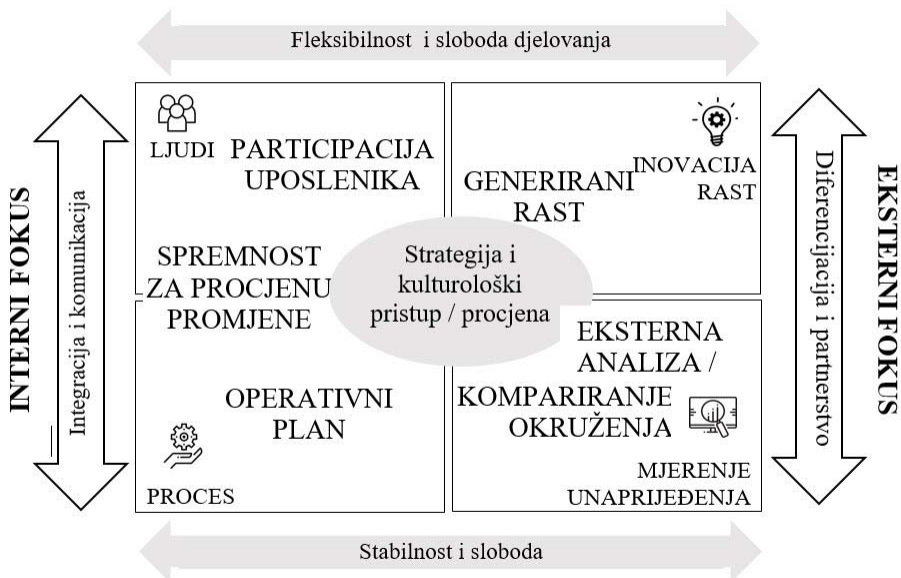 Fleksibilnost i sloboda djelovanja
INTERNI FOKUS
Integracija i komunikacija
LJUDI
PARTICIPACIJA
UPOSLENIKA
SPREMNOST
ZA PROCJENU
PROMJENE
GENERIRANI
RAST
INOVACIJA
RAST
Strategija i
kulturološki
pristup / procjena
OPERATIVNI
PLAN
PROCES
EKSTERNA
ANALIZA /
KOMPARIRANJE
OKRUŽENJA
MJERENJE
UNAPRIJEĐENJA
Diferencijacija i partnerstvo
EKSTERNI FOKUS
Stabilnost i sloboda